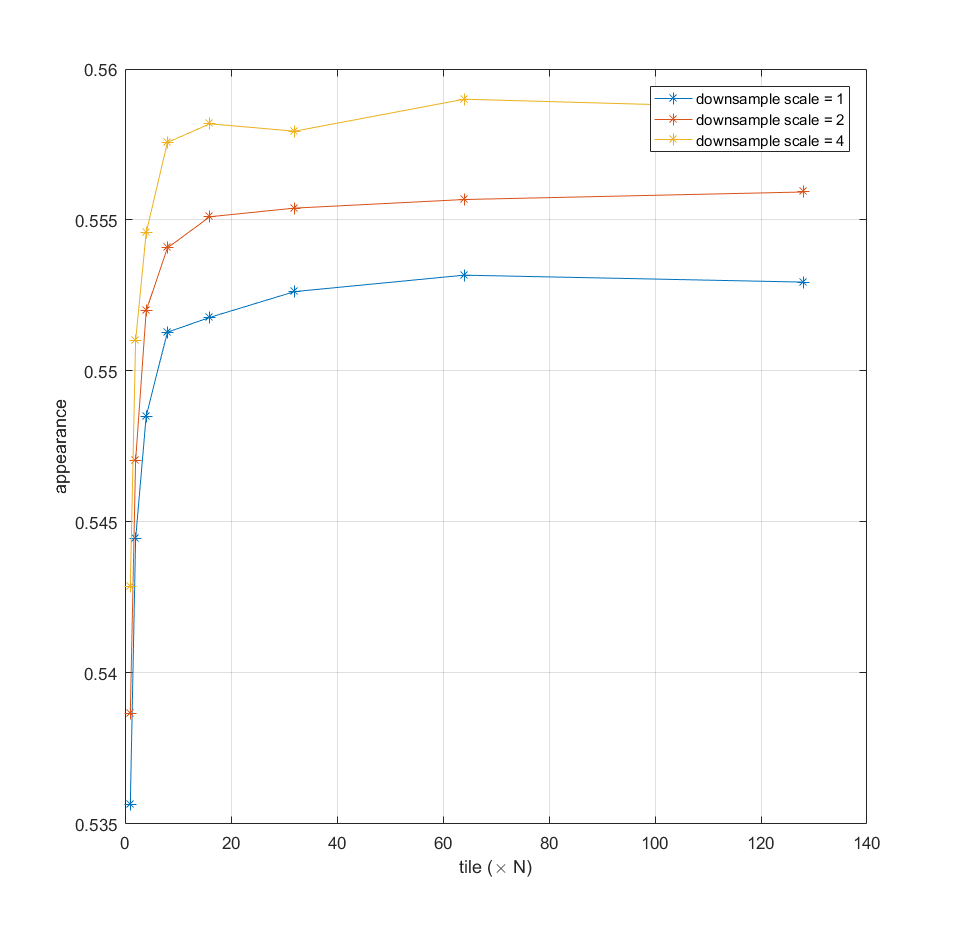 0.56
0.555
0.55
0.545
0.54
0.535
0
20
40
60
80
100
120
140
tile (× N)
appearance
downsample scale = 1
downsample scale = 2
downsample scale = 4